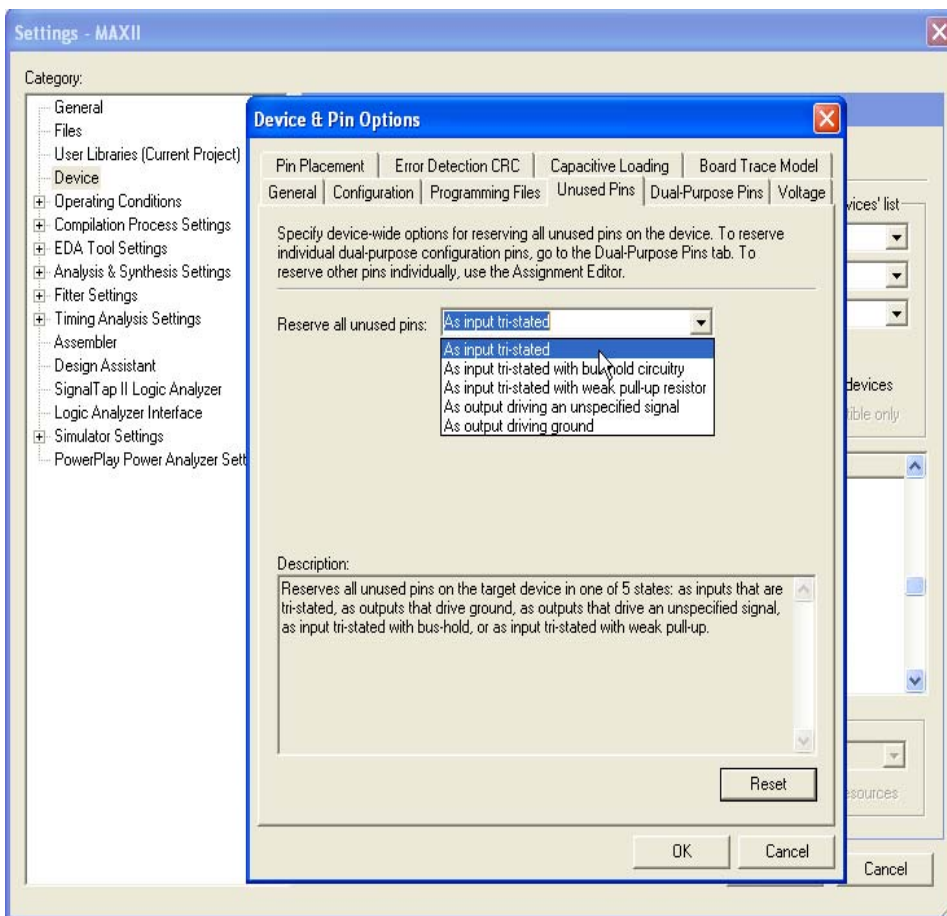 Settings - MAXII
Category:
General
Files
User Libraries (Current Project)
Device
Operating Conditions
Compilation Process Settings
EDA Tool Settings
Analysis & Synthesis Settings
Fitter Settings
Timing Analysis Settings
Assembler
Design Assistant
SignalTap II Logic Analyzer
Logic Analyzer Interface
Simulator Settings
PowerPlay Power Analyzer Sett
Device & Pin Options
Pin Placement Error Detection CRC Capacitive Loading Board Trace Model
General Configuration Programming Files Unused Pins Dual-Purpose Pins Voltage
Specify device-wide options for reserving all unused pins on the device. To reserve
individual dual-purpose configuration pins, go to the Dual-Purpose Pins tab. To
reserve other pins individually, use the Assignment Editor.
Reserve all unused pins: As input tri-stated
As input tri-stated
As input tri-stated with bus-hold circuitry
As input tri-stated with weak pull-up resistor
As output driving an unspecified signal
As output driving ground
Description:
Reserves all unused pins on the target device in one of 5 states: as inputs that are
tri-stated, as outputs that drive ground, as outputs that drive an unspecified signal,
as input tri-stated with bus-hold, or as input tri-stated with weak pull-up.
Reset
OK Cancel
vices' list
devices
tible only
esources
Cancel